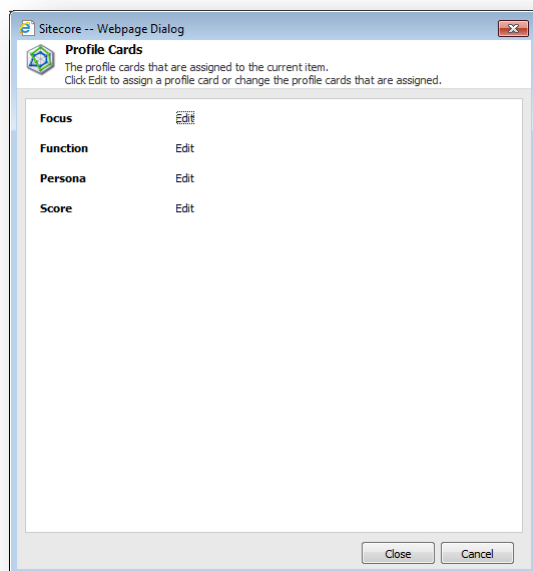 Sitecore -- Webpage Dialog
Profile Cards
The profile cards that are assigned to the current item.
Click Edit to assign a profile card or change the profile cards that are assigned.
Focus Edit
Function Edit
Persona Edit
Score Edit
Close Cancel